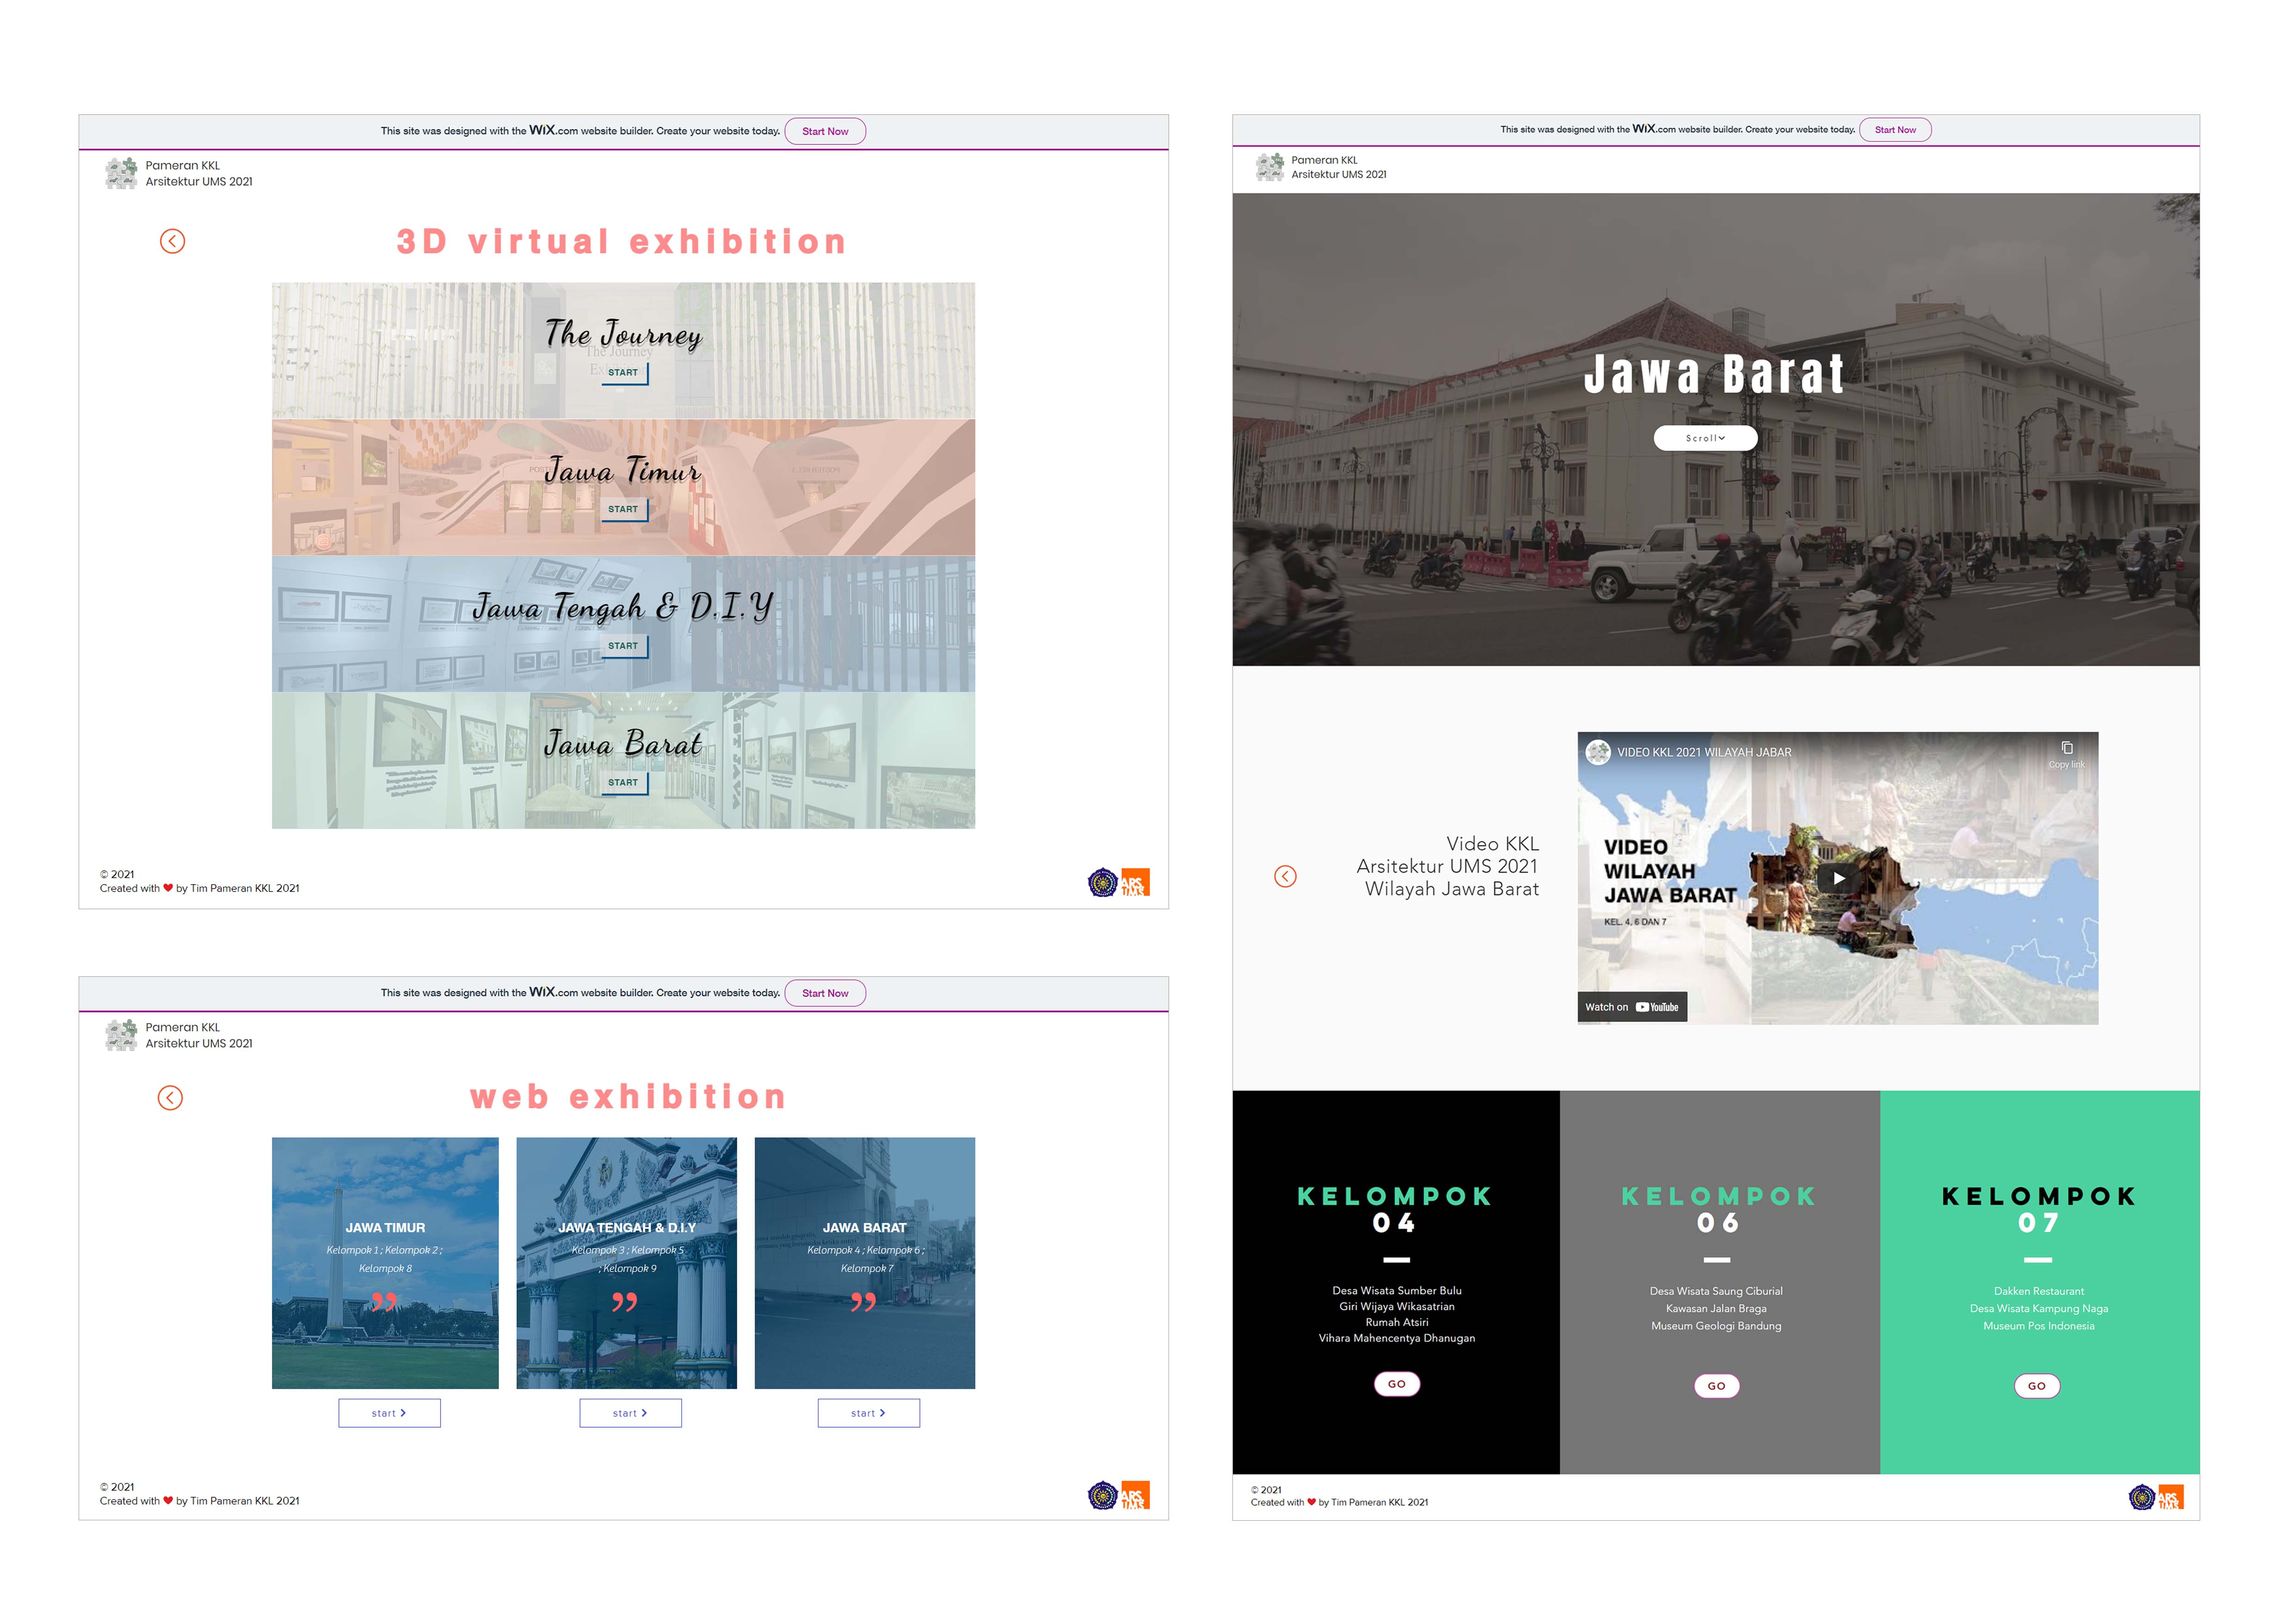 This site was designed with the WiX.com website builder. Create your website today. Start Now
Pameran KKL
Arsitektur UMS 2021
3D virtual exhibition
The Journey
The Journey
START
Jawa Timur
START
Jawa Tengah & D.I.Y
START
Jawa Barat
START
© 2021
Created with ❤ by Tim Pameran KKL 2021
ARS
UMS
This site was designed with the WiX.com website builder. Create your website today. Start Now
Pameran KKL
Arsitektur UMS 2021
web exhibition
JAWA TIMUR
Kelompok 1 ; Kelompok 2 ;
Kelompok 8
”
start >
JAWA TENGAH & D.I.Y
Kelompok 3 ; Kelompok 5
; Kelompok 9
”
start >
JAWA BARAT
Kelompok 4 ; Kelompok 6 ;
Kelompok 7
”
start >
© 2021
Created with ❤ by Tim Pameran KKL 2021
ARS
UMS
This site was designed with the WiX.com website builder. Create your website today. Start Now
Pameran KKL
Arsitektur UMS 2021
Jawa Barat
Scroll
Video KKL
Arsitektur UMS 2021
Wilayah Jawa Barat
VIDEO KKL 2021 WILAYAH JABAR
Copy link
VIDEO
WILAYAH
JAWA BARAT
KEL. 4, 6 DAN 7
Watch on YouTube
KELOMPOK
04
Desa Wisata Sumber Bulu
Giri Wijaya Wikasatrian
Rumah Atsiri
Vihara Mahencentya Dhanugan
GO
KELOMPOK
06
Desa Wisata Saung Ciburial
Kawasan Jalan Braga
Museum Geologi Bandung
GO
KELOMPOK
07
Dakken Restaurant
Desa Wisata Kampung Naga
Museum Pos Indonesia
GO
© 2021
Created with ❤ by Tim Pameran KKL 2021
ARS
UMS